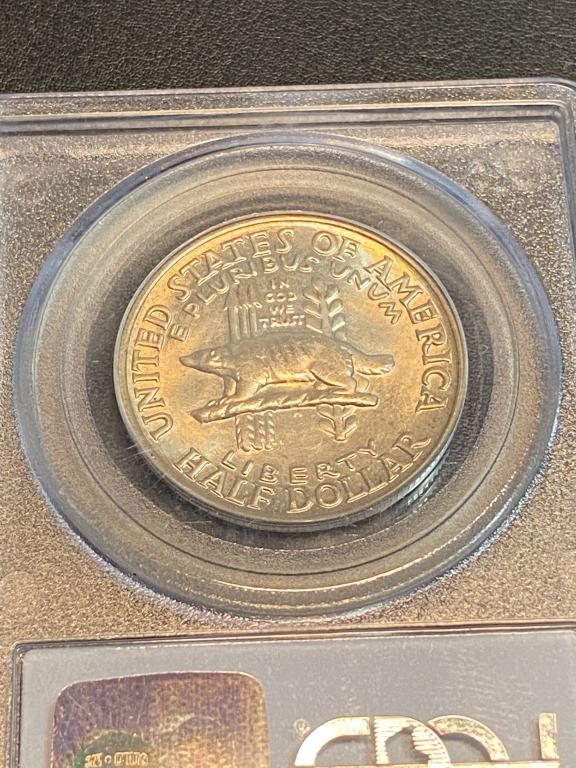 UNITED STATES OF AMERICA
E PLURIBUS UNUM
IN
GOD
WE
TRUST
LIBERTY
HALF DOLLAR